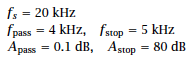 fs = 20 kHz
fpass = 4 kHz, fstop = 5 kHz
Apass = 0.1 dB, Astop = 80 dB